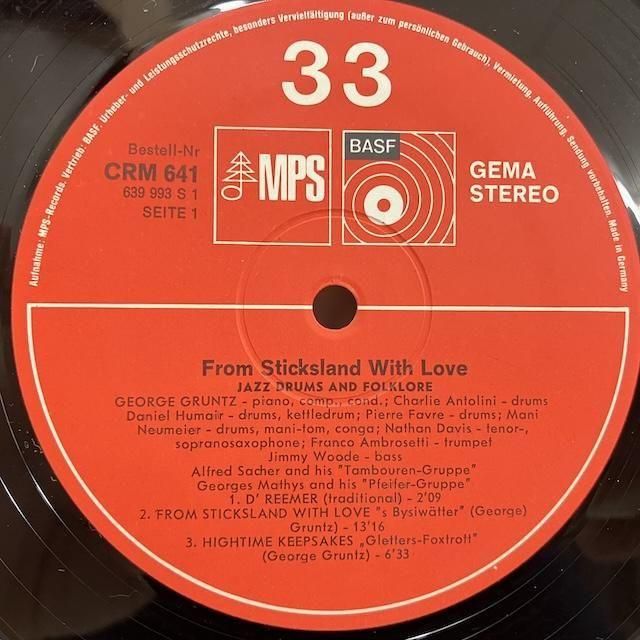 Aufnahme: MPS-Records. Vertrieb: BASF. Urheber- und Leistungsschutzrechte, besonders Vervielfältigung (außer zum persönlichen Gebrauch), Vermietung, Aufführung, Sendung vorbehalten. Made in Germany
33
Bestell-Nr
CRM 641
639 993 S 1
SEITE 1
MPS
BASF
GEMA
STEREO
From Sticksland With Love
JAZZ DRUMS AND FOLKLORE
GEORGE GRUNTZ - piano, comp., cond.; Charlie Antolini - drums
Daniel Humair - drums, kettledrum; Pierre Favre - drums; Mani
Neumeier - drums, mani-tom, conga; Nathan Davis - tenor-,
sopranosaxophone; Franco Ambrosetti - trumpet
Jimmy Woode - bass
Alfred Sacher and his "Tambouren-Gruppe"
Georges Mathys and his "Pfeifer-Gruppe"
1. D' REEMER (traditional) - 2'09
2. FROM STICKSLAND WITH LOVE "s Bysiwätter" (George)
Gruntz) - 13'16
3. HIGHTIME KEEPSAKES „Gletters-Foxtrott"
(George Gruntz) - 6'33